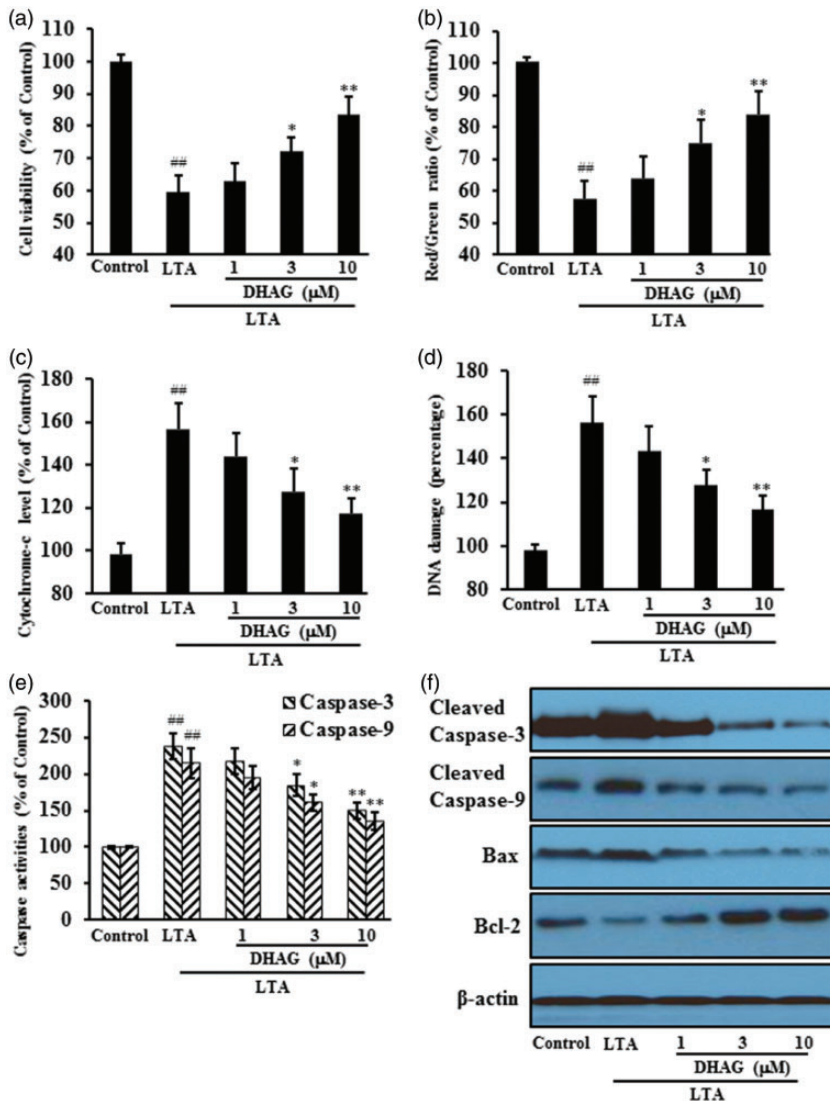 (a)
Cell viability (% of Control)
100
90
80
70
60
50
40
##
*
**
Control LTA 1 3 10
DHAG (µM)
LTA
(b)
Red/Green ratio (% of Control)
100
90
80
70
60
50
40
##
*
**
Control LTA 1 3 10
DHAG (µM)
LTA
(c)
Cytochrome-c level (% of Control)
180
160
140
120
100
80
##
*
**
Control LTA 1 3 10
DHAG (µM)
LTA
(d)
DNA damage (percentage)
180
160
140
120
100
80
##
*
**
Control LTA 1 3 10
DHAG (µM)
LTA
(e)
Caspase activities (% of Control)
300
250
200
150
100
50
0
Caspase-3
Caspase-9
## ##
* *
** **
Control LTA 1 3 10
DHAG (µM)
LTA
(f)
Cleaved
Caspase-3
Cleaved
Caspase-9
Bax
Bcl-2
β-actin
Control LTA 1 3 10
DHAG (µM)
LTA